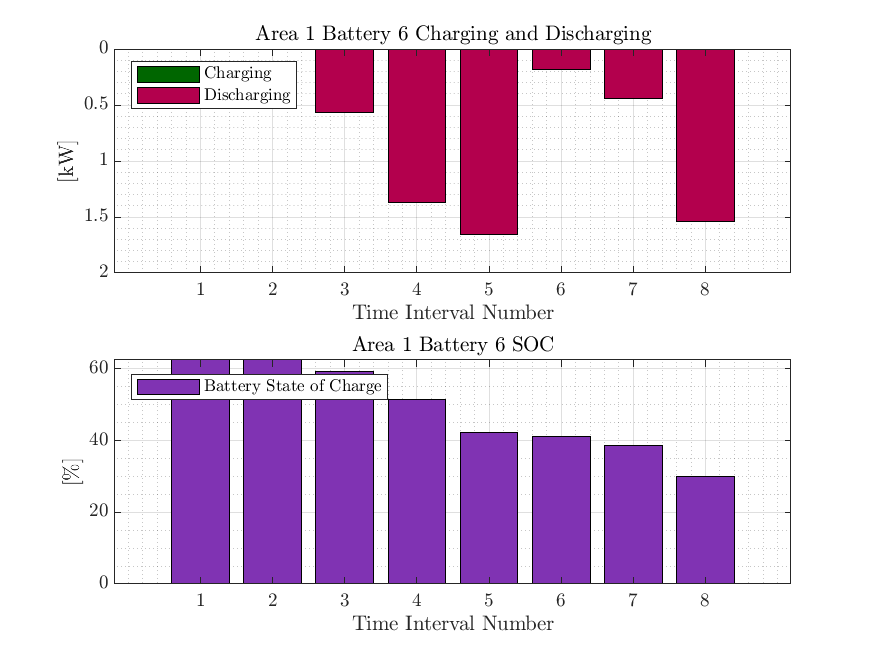 Area 1 Battery 6 Charging and Discharging
0
0.5
1
1.5
2
[kW]
Charging
Discharging
1 2 3 4 5 6 7 8
Time Interval Number
Area 1 Battery 6 SOC
60
40
20
0
[%]
Battery State of Charge
1 2 3 4 5 6 7 8
Time Interval Number